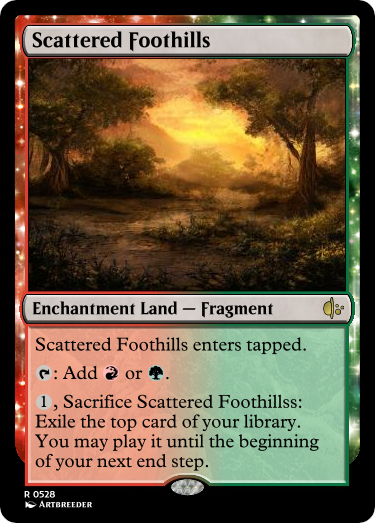 Scattered Foothills
Enchantment Land — Fragment
Scattered Foothills enters tapped.
: Add or .
1, Sacrifice Scattered Foothillss:
Exile the top card of your library.
You may play it until the beginning
of your next end step.
R 0528
Artbreeder